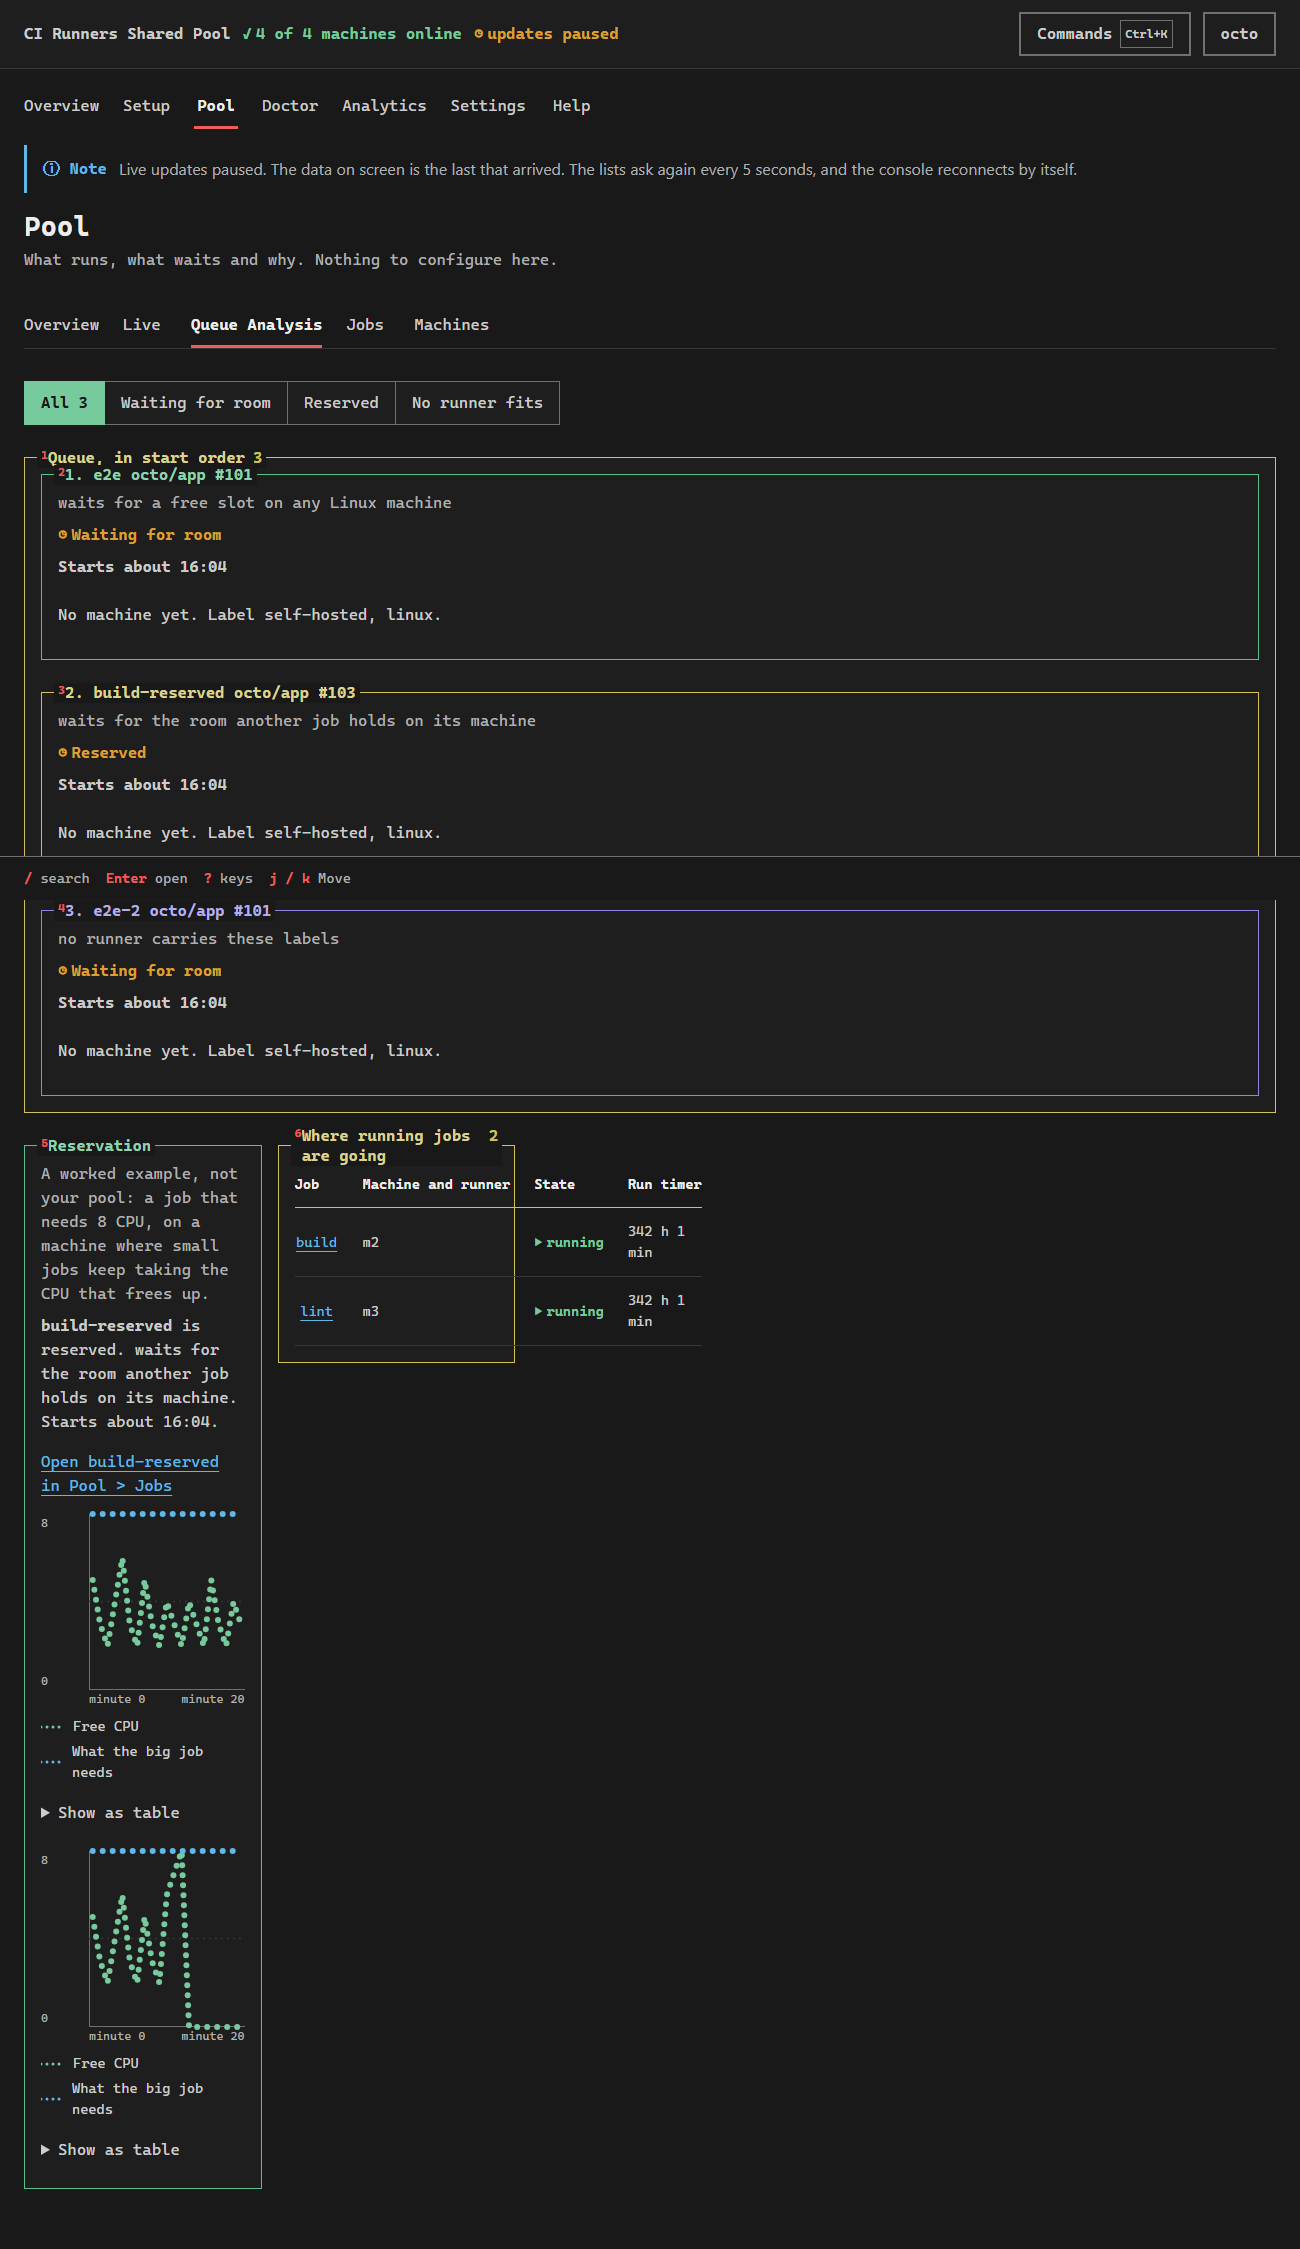 CI Runners Shared Pool ✓ 4 of 4 machines online updates paused Commands Ctrl+K octo
Overview Setup Pool Doctor Analytics Settings Help
Note Live updates paused. The data on screen is the last that arrived. The lists ask again every 5 seconds, and the console reconnects by itself.
Pool
What runs, what waits and why. Nothing to configure here.
Overview Live Queue Analysis Jobs Machines
All 3 Waiting for room Reserved No runner fits
1Queue, in start order 3
21. e2e octo/app #101
waits for a free slot on any Linux machine
Waiting for room
Starts about 16:04
No machine yet. Label self-hosted, linux.
32. build-reserved octo/app #103
waits for the room another job holds on its machine
Reserved
Starts about 16:04
No machine yet. Label self-hosted, linux.
/ search Enter open ? keys j / k Move
43. e2e-2 octo/app #101
no runner carries these labels
Waiting for room
Starts about 16:04
No machine yet. Label self-hosted, linux.
5Reservation
A worked example, not
your pool: a job that
needs 8 CPU, on a
machine where small
jobs keep taking the
CPU that frees up.
build-reserved is
reserved. waits for
the room another job
holds on its machine.
Starts about 16:04.
Open build-reserved
in Pool > Jobs
8
0
minute 0 minute 20
Free CPU
What the big job
needs
▶ Show as table
8
0
minute 0 minute 20
Free CPU
What the big job
needs
▶ Show as table
6Where running jobs 2
are going
Job Machine and runner State Run timer
build m2 ▶ running 342 h 1
min
lint m3 ▶ running 342 h 1
min